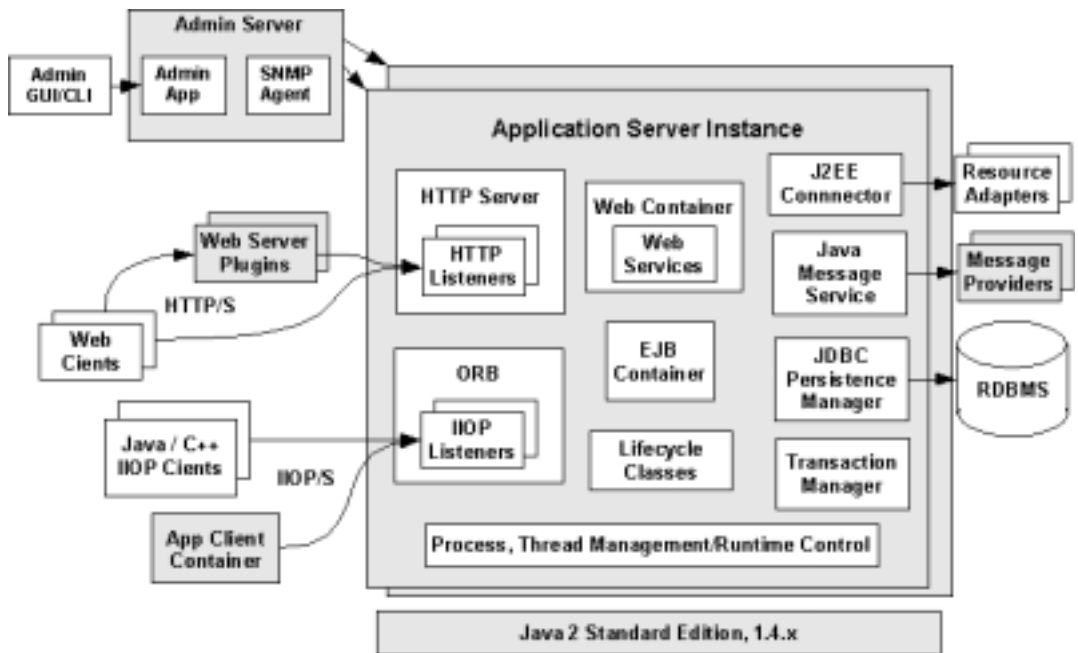 Admin Server
Admin
GUI/CLI
Admin
App
SNMP
Agent
Application Server Instance
HTTP Server
HTTP
Listeners
Web Container
Web
Services
J2EE
Connnector
Resource
Adapters
Web Server
Plugins
HTTP/S
Web
Cients
Java
Message
Service
Message
Providers
ORB
IIOP
Listeners
EJB
Container
JDBC
Persistence
Manager
RDBMS
Java / C++
IIOP Cients
IIOP/S
App Client
Container
Lifecycle
Classes
Transaction
Manager
Process, Thread Management/Runtime Control
Java 2 Standard Edition, 1.4.x